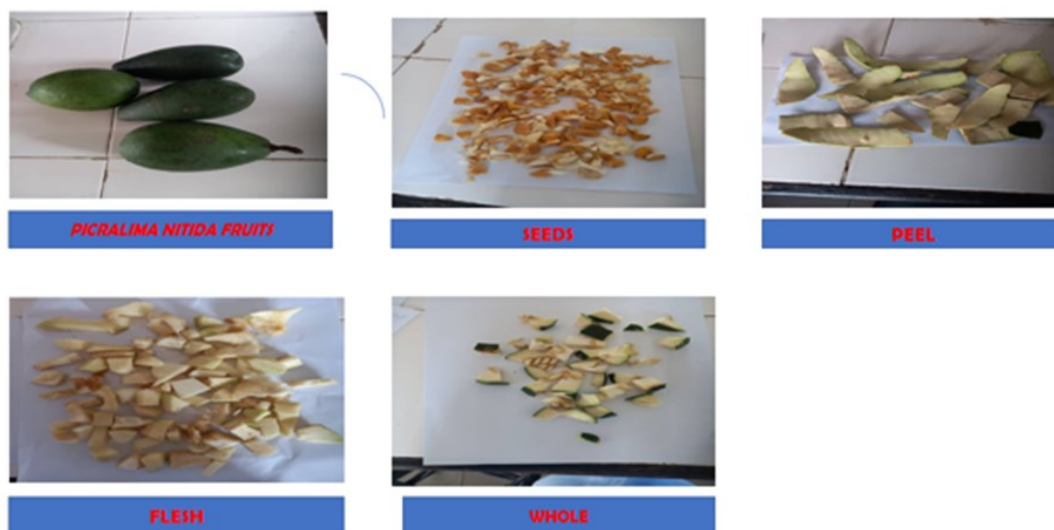 PICRALIMA NITIDA FRUITS
SEEDS
PEEL
FLESH
WHOLE